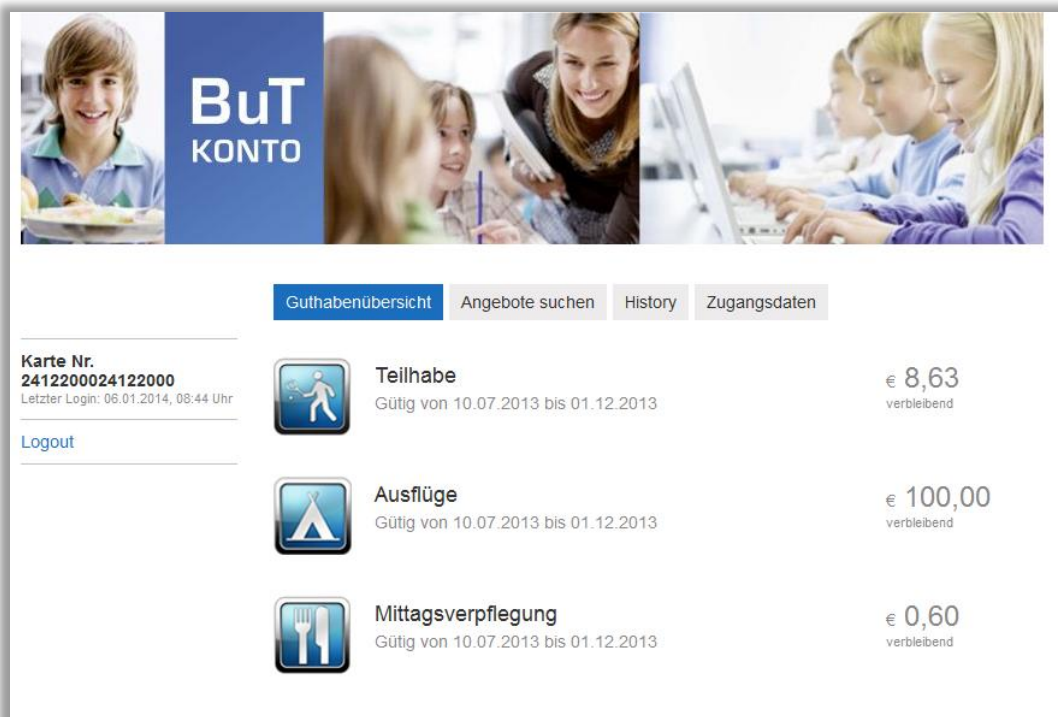 BuT
KONTO
Guthabenübersicht Angebote suchen History Zugangsdaten
Karte Nr.
2412200024122000
Letzter Login: 06.01.2014, 08:44 Uhr
Logout
Teilhabe
Gütig von 10.07.2013 bis 01.12.2013
€ 8,63
verbleibend
Ausflüge
Gütig von 10.07.2013 bis 01.12.2013
€ 100,00
verbleibend
Mittagsverpflegung
Gütig von 10.07.2013 bis 01.12.2013
€ 0,60
verbleibend